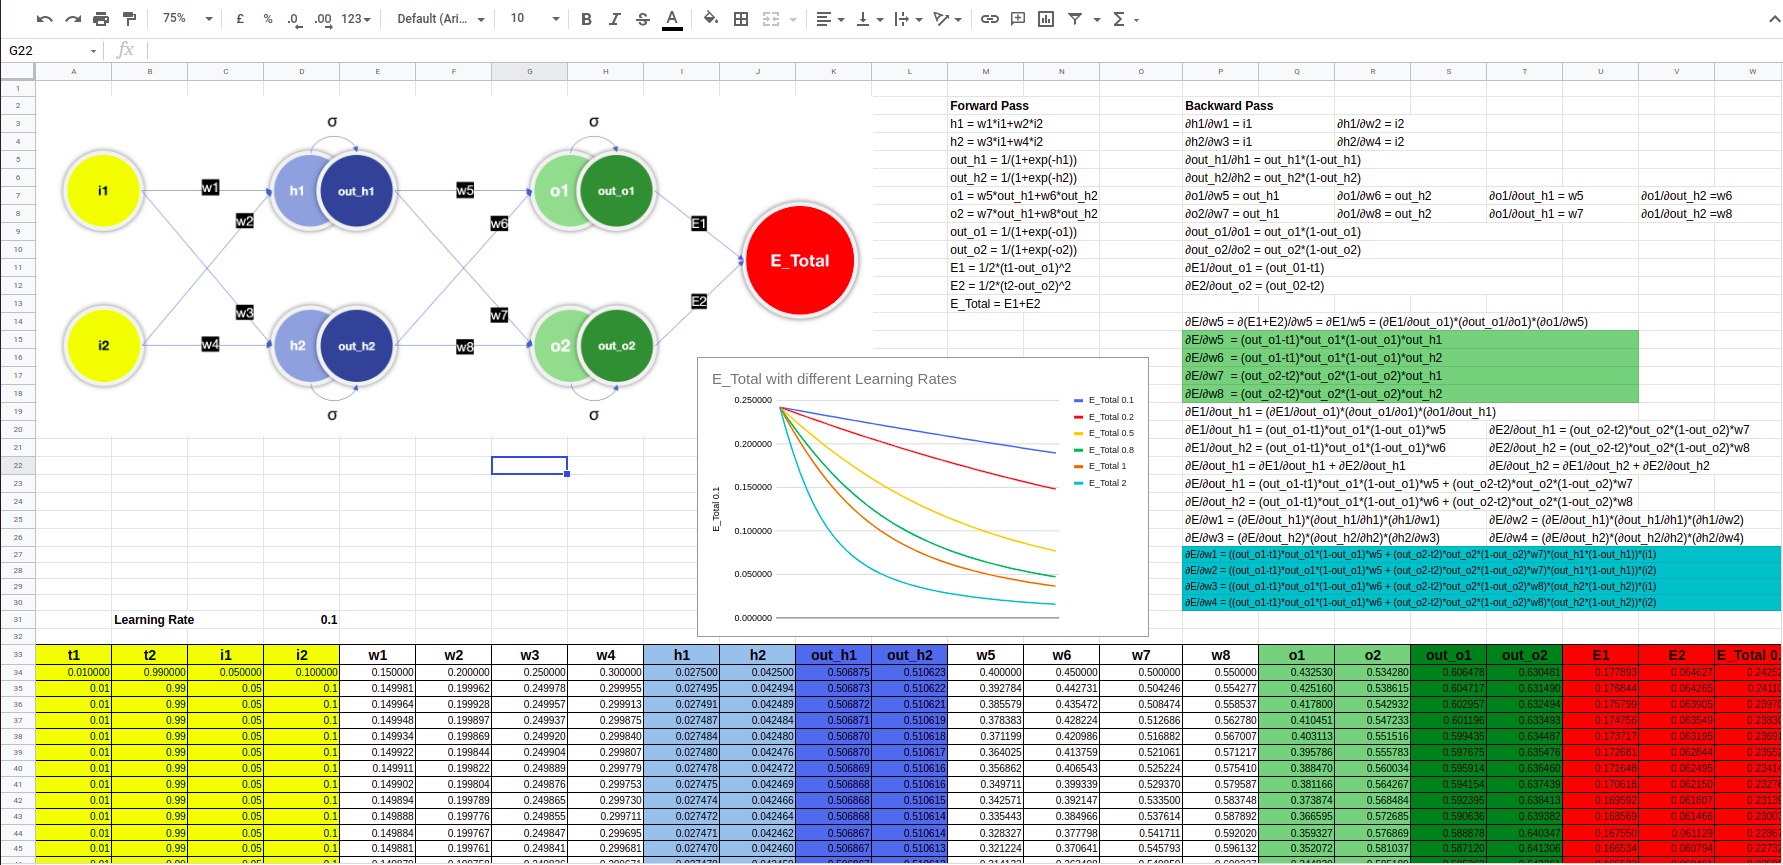 75% £ % .0 .00 123 Default (Ari... 10 B I S A Σ
G22 fx
A B C D E F G H I J K L M N O P Q R S T U V W
1
2 Forward Pass Backward Pass
3 h1 = w1*i1+w2*i2 ∂h1/∂w1 = i1 ∂h1/∂w2 = i2
4 h2 = w3*i1+w4*i2 ∂h2/∂w3 = i1 ∂h2/∂w4 = i2
5 out_h1 = 1/(1+exp(-h1)) ∂out_h1/∂h1 = out_h1*(1-out_h1)
6 out_h2 = 1/(1+exp(-h2)) ∂out_h2/∂h2 = out_h2*(1-out_h2)
7 o1 = w5*out_h1+w6*out_h2 ∂o1/∂w5 = out_h1 ∂o1/∂w6 = out_h2 ∂o1/∂out_h1 = w5 ∂o1/∂out_h2 =w6
8 o2 = w7*out_h1+w8*out_h2 ∂o2/∂w7 = out_h1 ∂o1/∂w8 = out_h2 ∂o1/∂out_h1 = w7 ∂o1/∂out_h2 =w8
9 out_o1 = 1/(1+exp(-o1)) ∂out_o1/∂o1 = out_o1*(1-out_o1)
10 out_o2 = 1/(1+exp(-o2)) ∂out_o2/∂o2 = out_o2*(1-out_o2)
11 E1 = 1/2*(t1-out_o1)^2 ∂E1/∂out_o1 = (out_01-t1)
12 E2 = 1/2*(t2-out_o2)^2 ∂E2/∂out_o2 = (out_02-t2)
13 E_Total = E1+E2
14 ∂E/∂w5 = ∂(E1+E2)/∂w5 = ∂E1/w5 = (∂E1/∂out_o1)*(∂out_o1/∂o1)*(∂o1/∂w5)
15 ∂E/∂w5 = (out_o1-t1)*out_o1*(1-out_o1)*out_h1
16 ∂E/∂w6 = (out_o1-t1)*out_o1*(1-out_o1)*out_h2
17 ∂E/∂w7 = (out_o2-t2)*out_o2*(1-out_o2)*out_h1
18 ∂E/∂w8 = (out_o2-t2)*out_o2*(1-out_o2)*out_h2
19 ∂E1/∂out_h1 = (∂E1/∂out_o1)*(∂out_o1/∂o1)*(∂o1/∂out_h1)
20 ∂E1/∂out_h1 = (out_o1-t1)*out_o1*(1-out_o1)*w5 ∂E2/∂out_h1 = (out_o2-t2)*out_o2*(1-out_o2)*w7
21 ∂E1/∂out_h2 = (out_o1-t1)*out_o1*(1-out_o1)*w6 ∂E2/∂out_h2 = (out_o2-t2)*out_o2*(1-out_o2)*w8
22 ∂E/∂out_h1 = ∂E1/∂out_h1 + ∂E2/∂out_h1 ∂E/∂out_h2 = ∂E1/∂out_h2 + ∂E2/∂out_h2
23 ∂E/∂out_h1 = (out_o1-t1)*out_o1*(1-out_o1)*w5 + (out_o2-t2)*out_o2*(1-out_o2)*w7
24 ∂E/∂out_h2 = (out_o1-t1)*out_o1*(1-out_o1)*w6 + (out_o2-t2)*out_o2*(1-out_o2)*w8
25 ∂E/∂w1 = (∂E/∂out_h1)*(∂out_h1/∂h1)*(∂h1/∂w1) ∂E/∂w2 = (∂E/∂out_h1)*(∂out_h1/∂h1)*(∂h1/∂w2)
26 ∂E/∂w3 = (∂E/∂out_h2)*(∂out_h2/∂h2)*(∂h2/∂w3) ∂E/∂w4 = (∂E/∂out_h2)*(∂out_h2/∂h2)*(∂h2/∂w4)
27 ∂E/∂w1 = ((out_o1-t1)*out_o1*(1-out_o1)*w5 + (out_o2-t2)*out_o2*(1-out_o2)*w7)*(out_h1*(1-out_h1))*(i1)
28 ∂E/∂w2 = ((out_o1-t1)*out_o1*(1-out_o1)*w5 + (out_o2-t2)*out_o2*(1-out_o2)*w7)*(out_h1*(1-out_h1))*(i2)
29 ∂E/∂w3 = ((out_o1-t1)*out_o1*(1-out_o1)*w6 + (out_o2-t2)*out_o2*(1-out_o2)*w8)*(out_h2*(1-out_h2))*(i1)
30 ∂E/∂w4 = ((out_o1-t1)*out_o1*(1-out_o1)*w6 + (out_o2-t2)*out_o2*(1-out_o2)*w8)*(out_h2*(1-out_h2))*(i2)
σ σ
i1 w1 h1 out_h1 w5 o1 out_o1
w2 w6 E1
E_Total
w3 w7 E2
i2 w4 h2 out_h2 w8 o2 out_o2
σ σ
E_Total with different Learning Rates
0.250000
0.200000
0.150000
0.100000
0.050000
0.000000
E_Total 0.1
E_Total 0.1
E_Total 0.2
E_Total 0.5
E_Total 0.8
E_Total 1
E_Total 2
31 Learning Rate 0.1
32
33 t1 t2 i1 i2 w1 w2 w3 w4 h1 h2 out_h1 out_h2 w5 w6 w7 w8 o1 o2 out_o1 out_o2 E1 E2 E_Total 0.
34 0.010000 0.990000 0.050000 0.100000 0.150000 0.200000 0.250000 0.300000 0.027500 0.042500 0.506875 0.510623 0.400000 0.450000 0.500000 0.550000 0.432530 0.534280 0.606478 0.630481 0.177893 0.064627
35 0.01 0.99 0.05 0.1 0.149981 0.199962 0.249978 0.299955 0.027495 0.042494 0.506873 0.510622 0.392784 0.442731 0.504246 0.554277 0.425160 0.538615 0.604717 0.631490 0.176844 0.064265
36 0.01 0.99 0.05 0.1 0.149964 0.199928 0.249957 0.299913 0.027491 0.042489 0.506872 0.510621 0.385579 0.435472 0.508474 0.558537 0.417800 0.542932 0.602957 0.632494 0.175799 0.063905
37 0.01 0.99 0.05 0.1 0.149948 0.199897 0.249937 0.299875 0.027487 0.042484 0.506871 0.510619 0.378383 0.428224 0.512686 0.562780 0.410451 0.547233 0.601196 0.633493 0.174756 0.063549
38 0.01 0.99 0.05 0.1 0.149934 0.199869 0.249920 0.299840 0.027484 0.042480 0.506870 0.510618 0.371199 0.420986 0.516882 0.567007 0.403113 0.551516 0.599435 0.634487 0.173717 0.063195
39 0.01 0.99 0.05 0.1 0.149922 0.199844 0.249904 0.299807 0.027480 0.042476 0.506870 0.510617 0.364025 0.413759 0.521061 0.571217 0.395786 0.555783 0.597675 0.635476 0.172681 0.062844
40 0.01 0.99 0.05 0.1 0.149911 0.199822 0.249889 0.299779 0.027478 0.042472 0.506869 0.510616 0.356862 0.406543 0.525224 0.575410 0.388470 0.560034 0.595914 0.636460 0.171648 0.062495
41 0.01 0.99 0.05 0.1 0.149902 0.199804 0.249876 0.299753 0.027475 0.042469 0.506868 0.510616 0.349711 0.399339 0.529370 0.579587 0.381166 0.564267 0.594154 0.637439 0.170618 0.062150
42 0.01 0.99 0.05 0.1 0.149894 0.199789 0.249865 0.299730 0.027474 0.042466 0.506868 0.510615 0.342571 0.392147 0.533500 0.583748 0.373874 0.568484 0.592395 0.638413 0.169592 0.061807
43 0.01 0.99 0.05 0.1 0.149888 0.199776 0.249855 0.299711 0.027472 0.042464 0.506868 0.510614 0.335443 0.384966 0.537614 0.587892 0.366595 0.572685 0.590636 0.639382 0.168569 0.061466
44 0.01 0.99 0.05 0.1 0.149884 0.199767 0.249847 0.299695 0.027471 0.042462 0.506867 0.510614 0.328327 0.377798 0.541711 0.592020 0.359327 0.576869 0.588878 0.640347 0.167550 0.061129
45 0.01 0.99 0.05 0.1 0.149881 0.199761 0.249841 0.299681 0.027470 0.042460 0.506867 0.510613 0.321224 0.370641 0.545793 0.596132 0.352072 0.581037 0.587120 0.641306 0.166534 0.060794